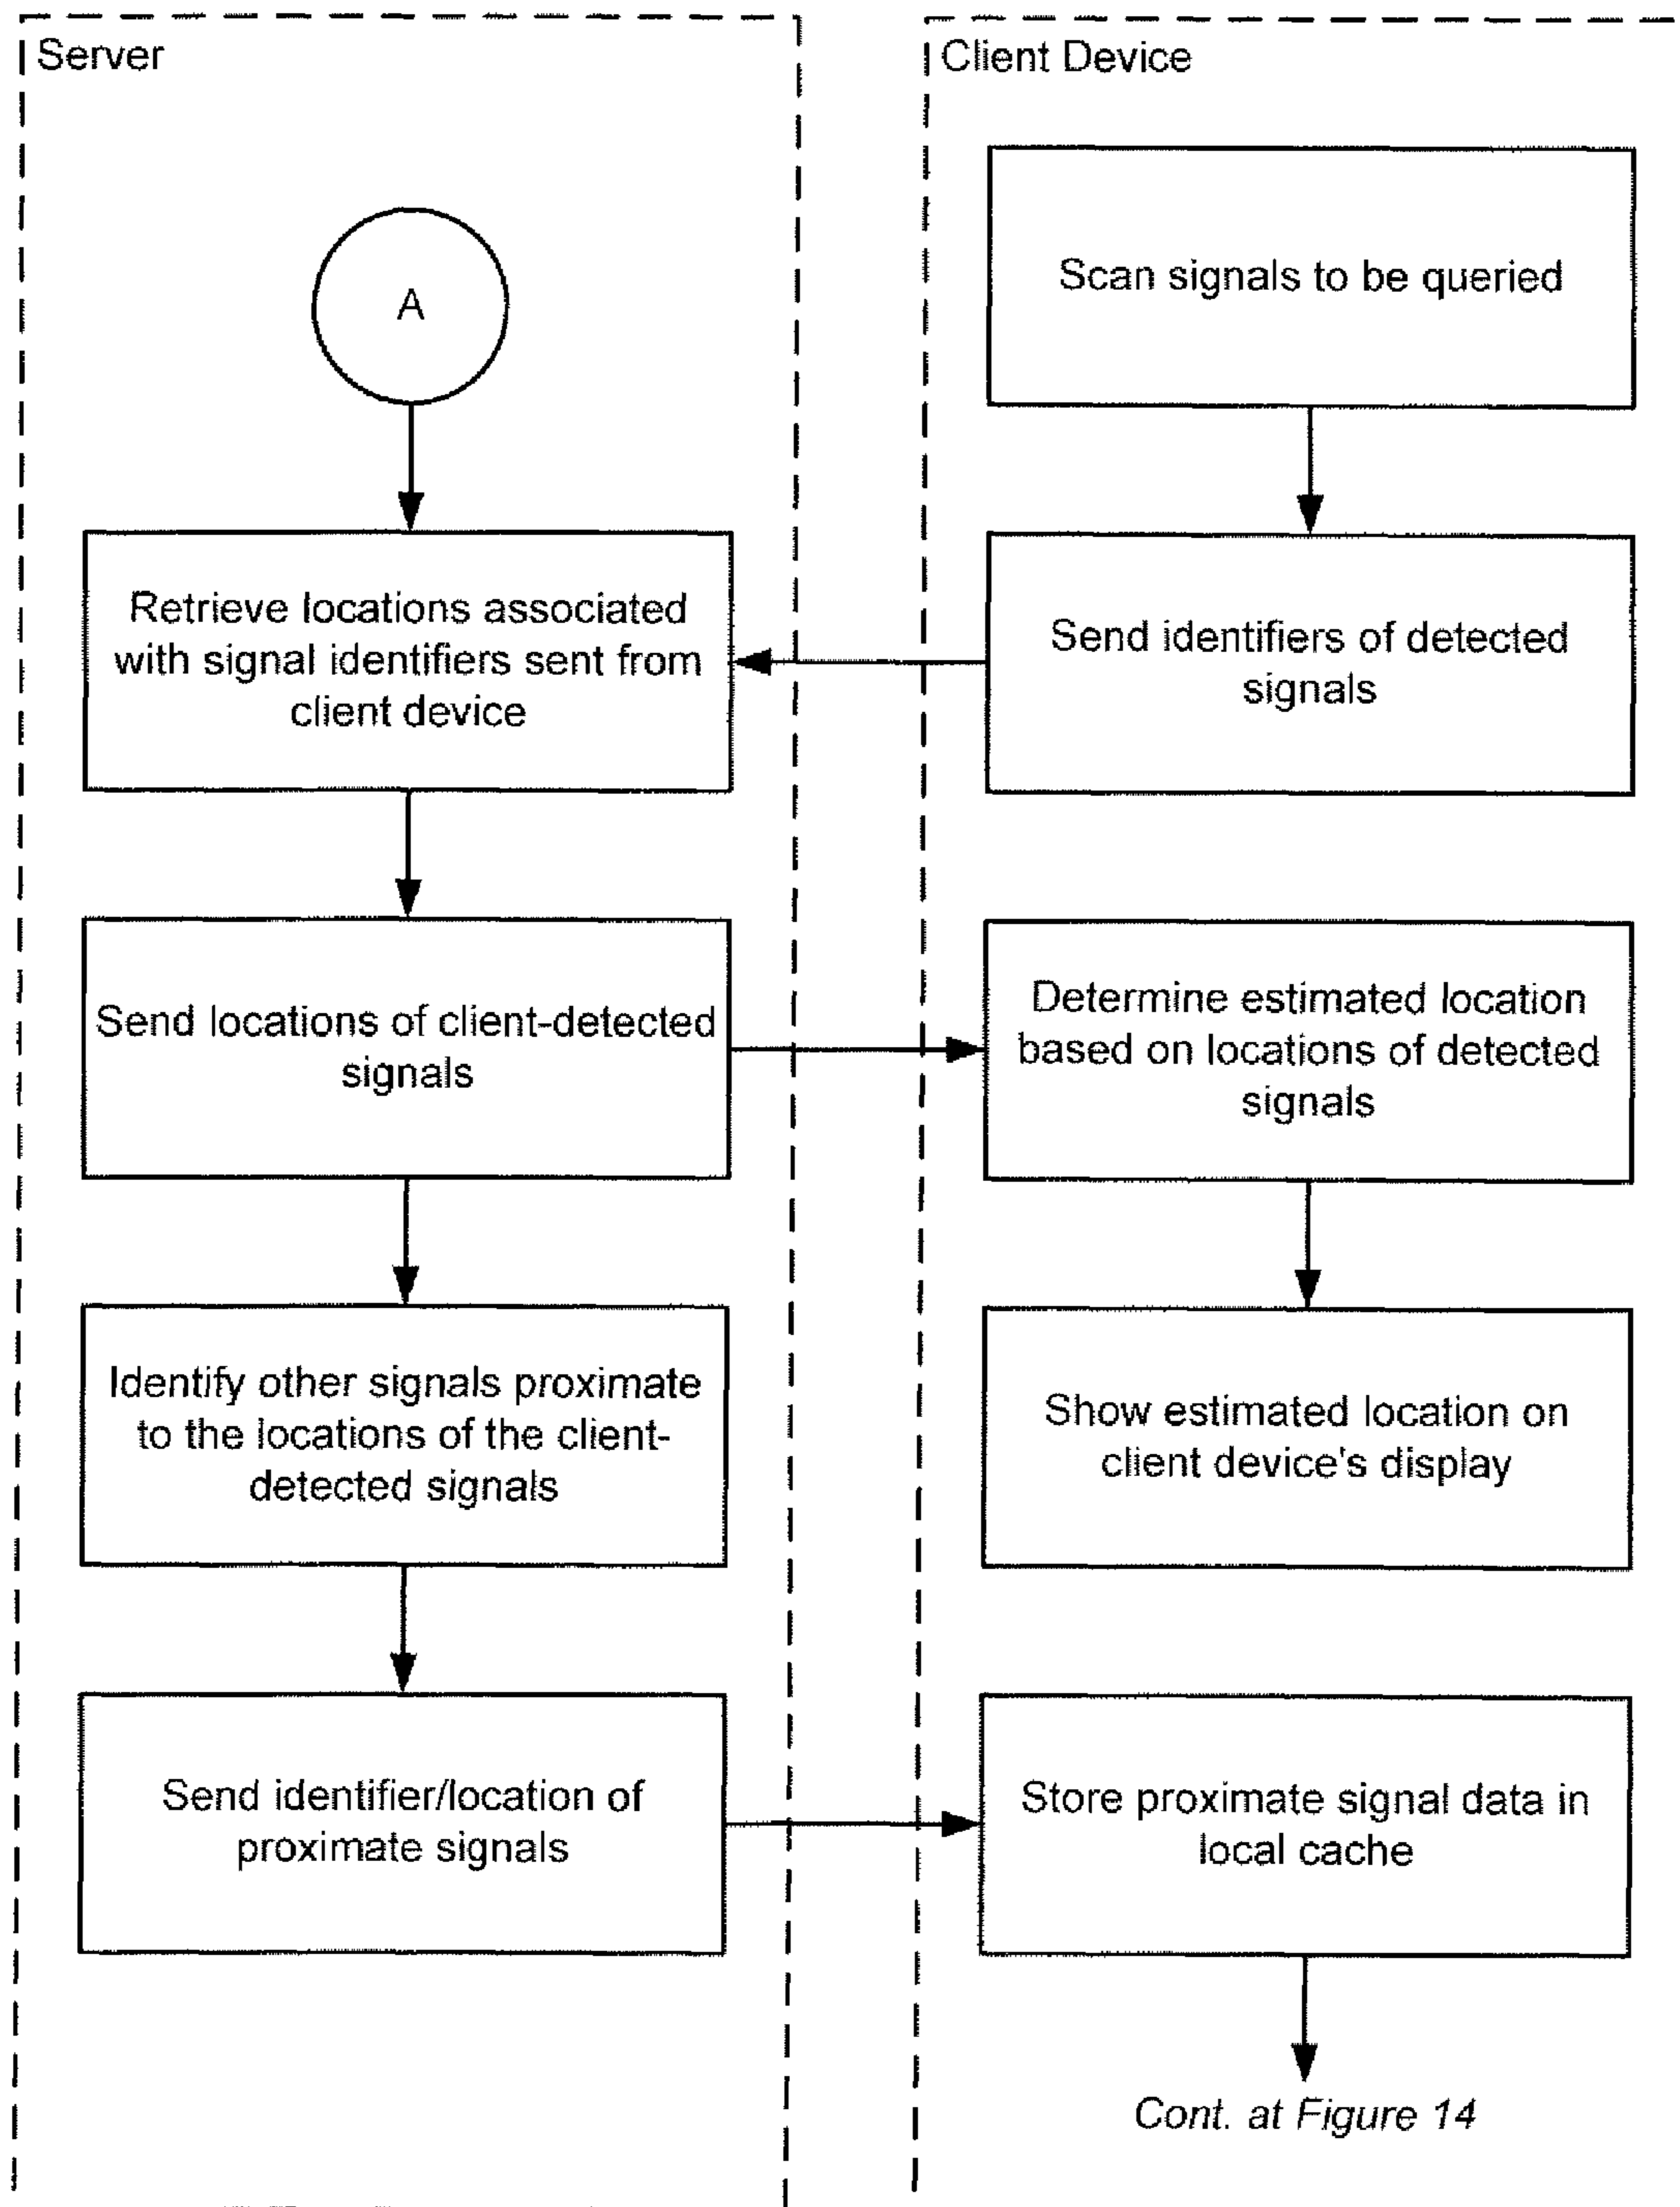 Server
A
Retrieve locations associated
with signal identifiers sent from
client device
Send locations of client-detected
signals
Identify other signals proximate
to the locations of the client-
detected signals
Send identifier/location of
proximate signals
Client Device
Scan signals to be queried
Send identifiers of detected
signals
Determine estimated location
based on locations of detected
signals
Show estimated location on
client device's display
Store proximate signal data in
local cache
Cont. at Figure 14